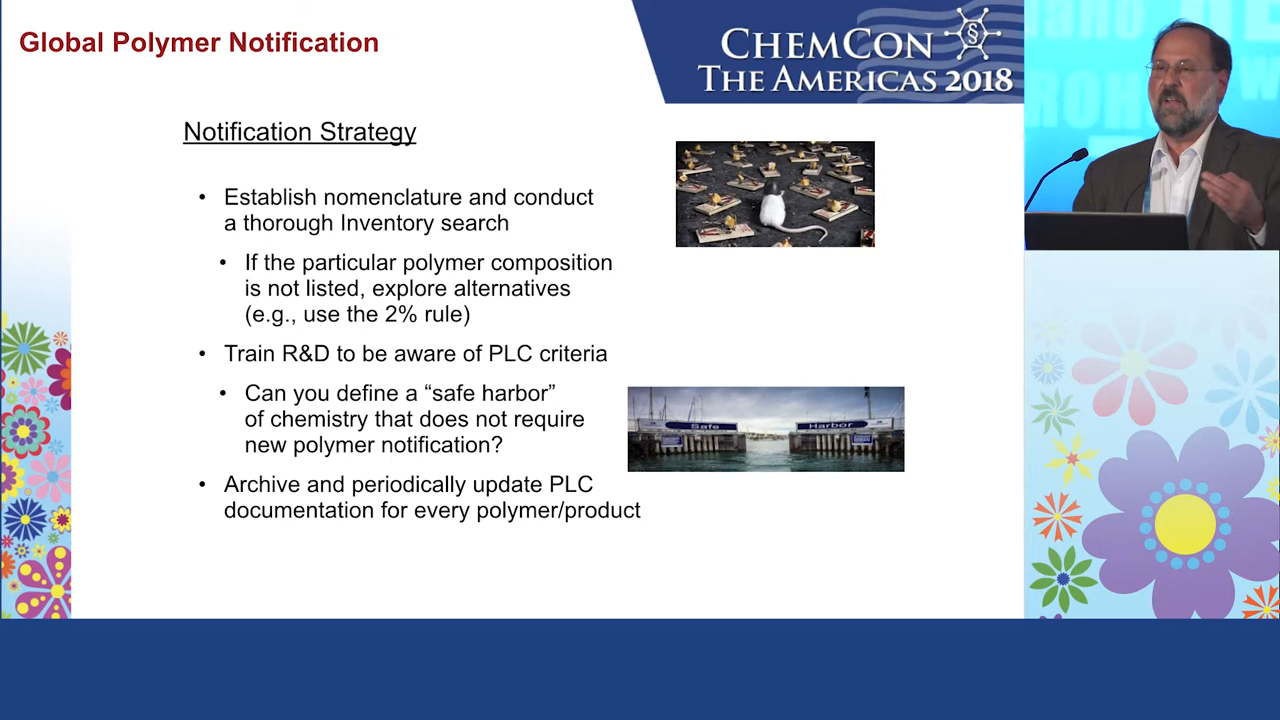 Global Polymer Notification
CHEMCON §
THE AMERICAS 2018
Notification Strategy
• Establish nomenclature and conduct
a thorough Inventory search
• If the particular polymer composition
is not listed, explore alternatives
(e.g., use the 2% rule)
• Train R&D to be aware of PLC criteria
• Can you define a “safe harbor”
of chemistry that does not require
new polymer notification?
Safe Harbor
• Archive and periodically update PLC
documentation for every polymer/product